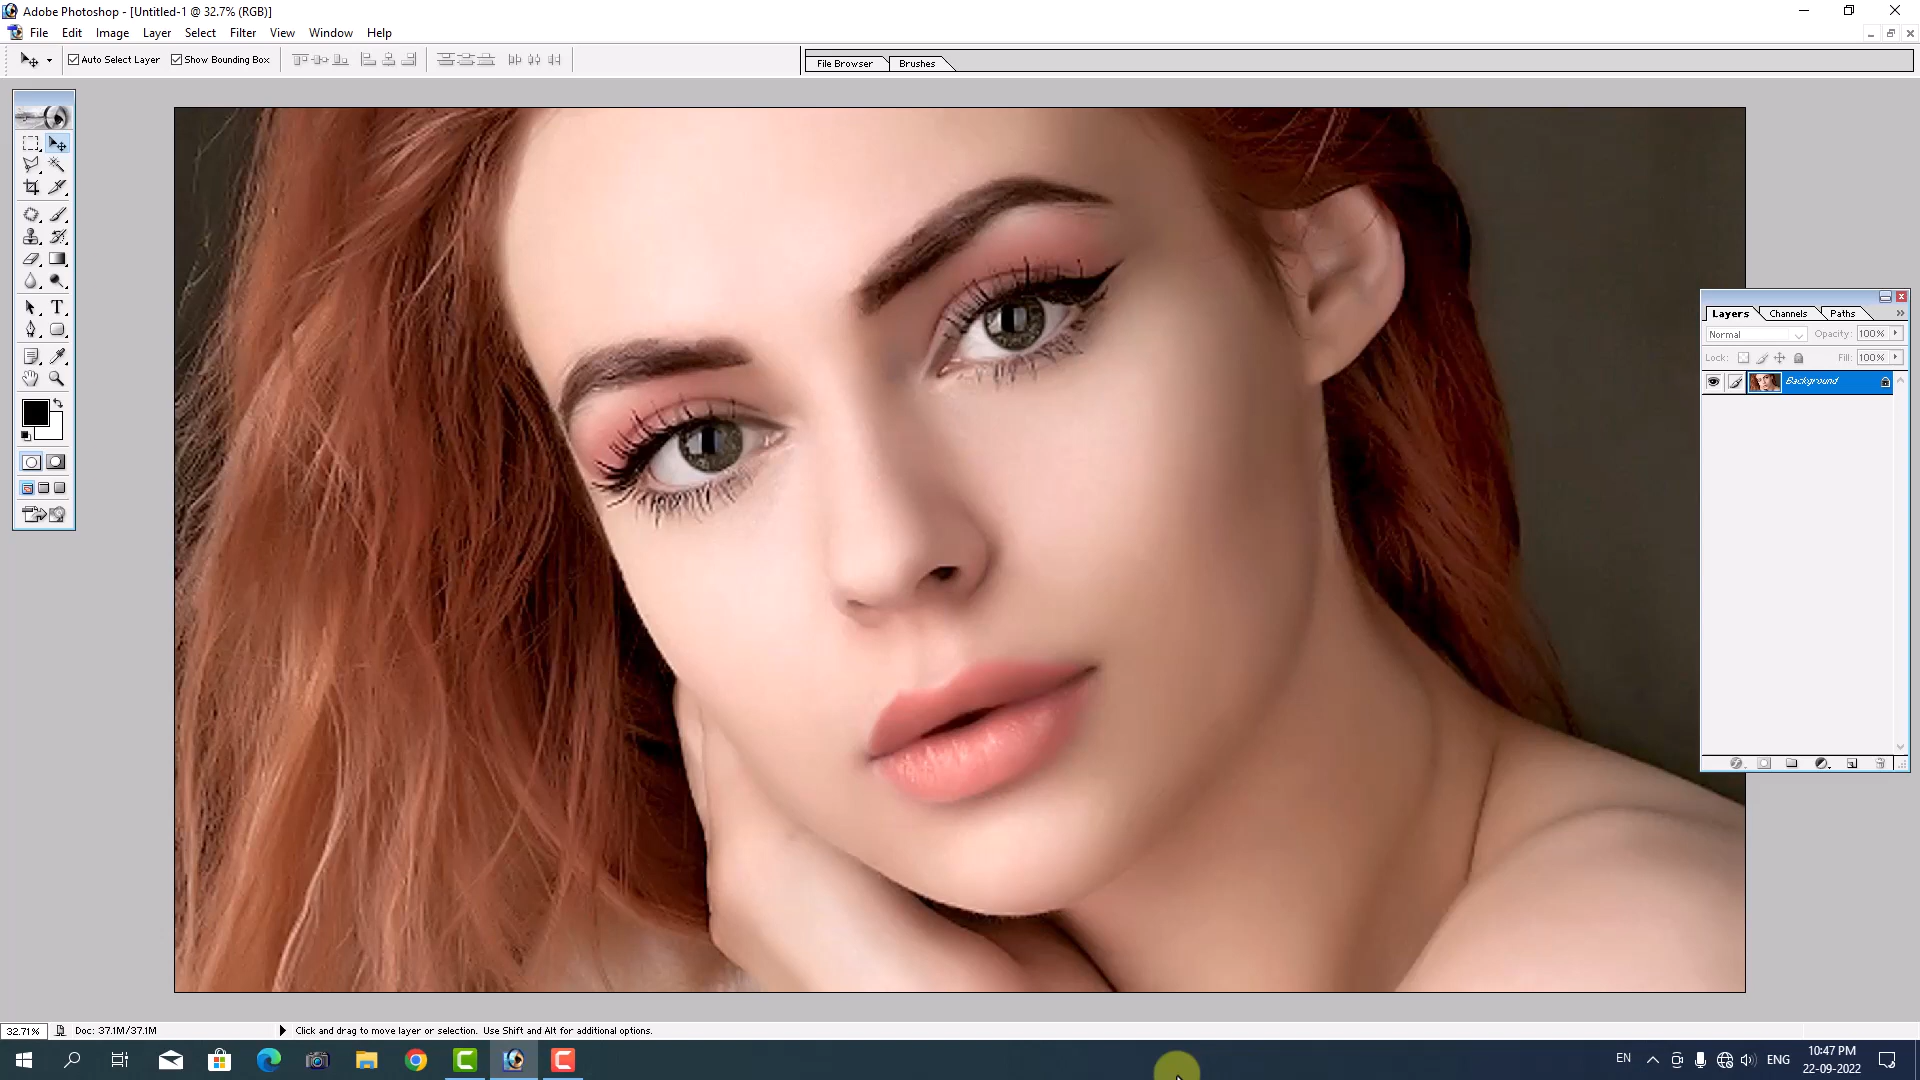 Adobe Photoshop - [Untitled-1 @ 32.7% (RGB)]
File Edit Image Layer Select Filter View Window Help
Auto Select Layer Show Bounding Box
File Browser Brushes
T
Layers Channels Paths
Normal Opacity: 100%
Lock: Fill: 100%
Background
32.71% Doc: 37.1M/37.1M Click and drag to move layer or selection. Use Shift and Alt for additional options.
EN ENG 10:47 PM
22-09-2022